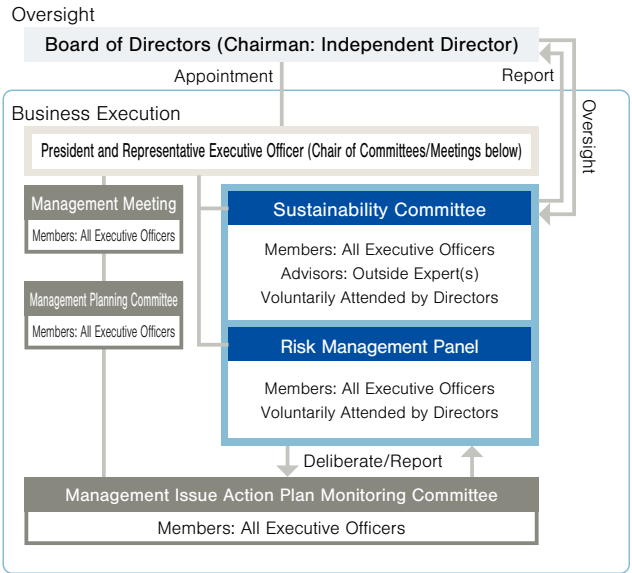 Oversight
Board of Directors (Chairman: Independent Director)
Appointment
Report
Oversight
Business Execution
President and Representative Executive Officer (Chair of Committees/Meetings below)
Management Meeting
Members: All Executive Officers
Management Planning Committee
Members: All Executive Officers
Sustainability Committee
Members: All Executive Officers
Advisors: Outside Expert(s)
Voluntarily Attended by Directors
Risk Management Panel
Members: All Executive Officers
Voluntarily Attended by Directors
Deliberate/Report
Management Issue Action Plan Monitoring Committee
Members: All Executive Officers